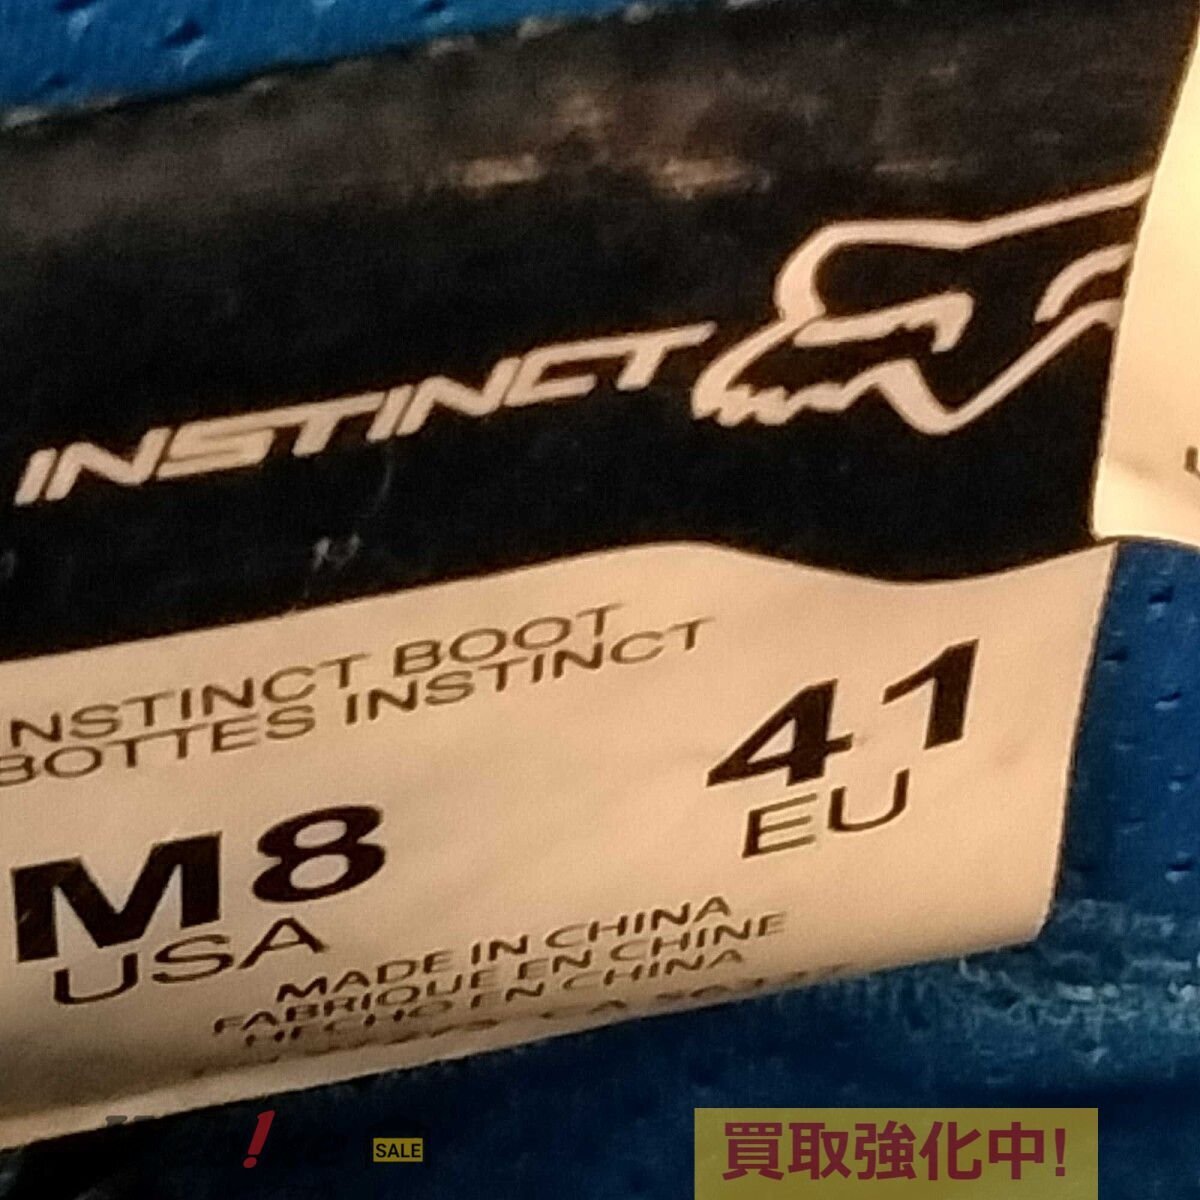 INSTINCT
INSTINCT BOOT
BOTTES INSTINCT
41
EU
M8
USA
MADE IN CHINA
FABRIQUE EN CHINE
HECHO EN CHINA
SALE
買取強化中!